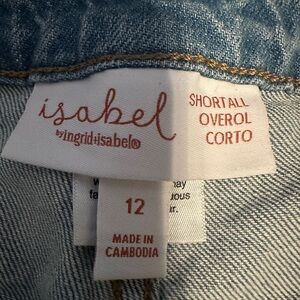 isabel
by ingrid+isabel®
SHORTALL
OVEROL
CORTO
12
MADE IN
CAMBODIA